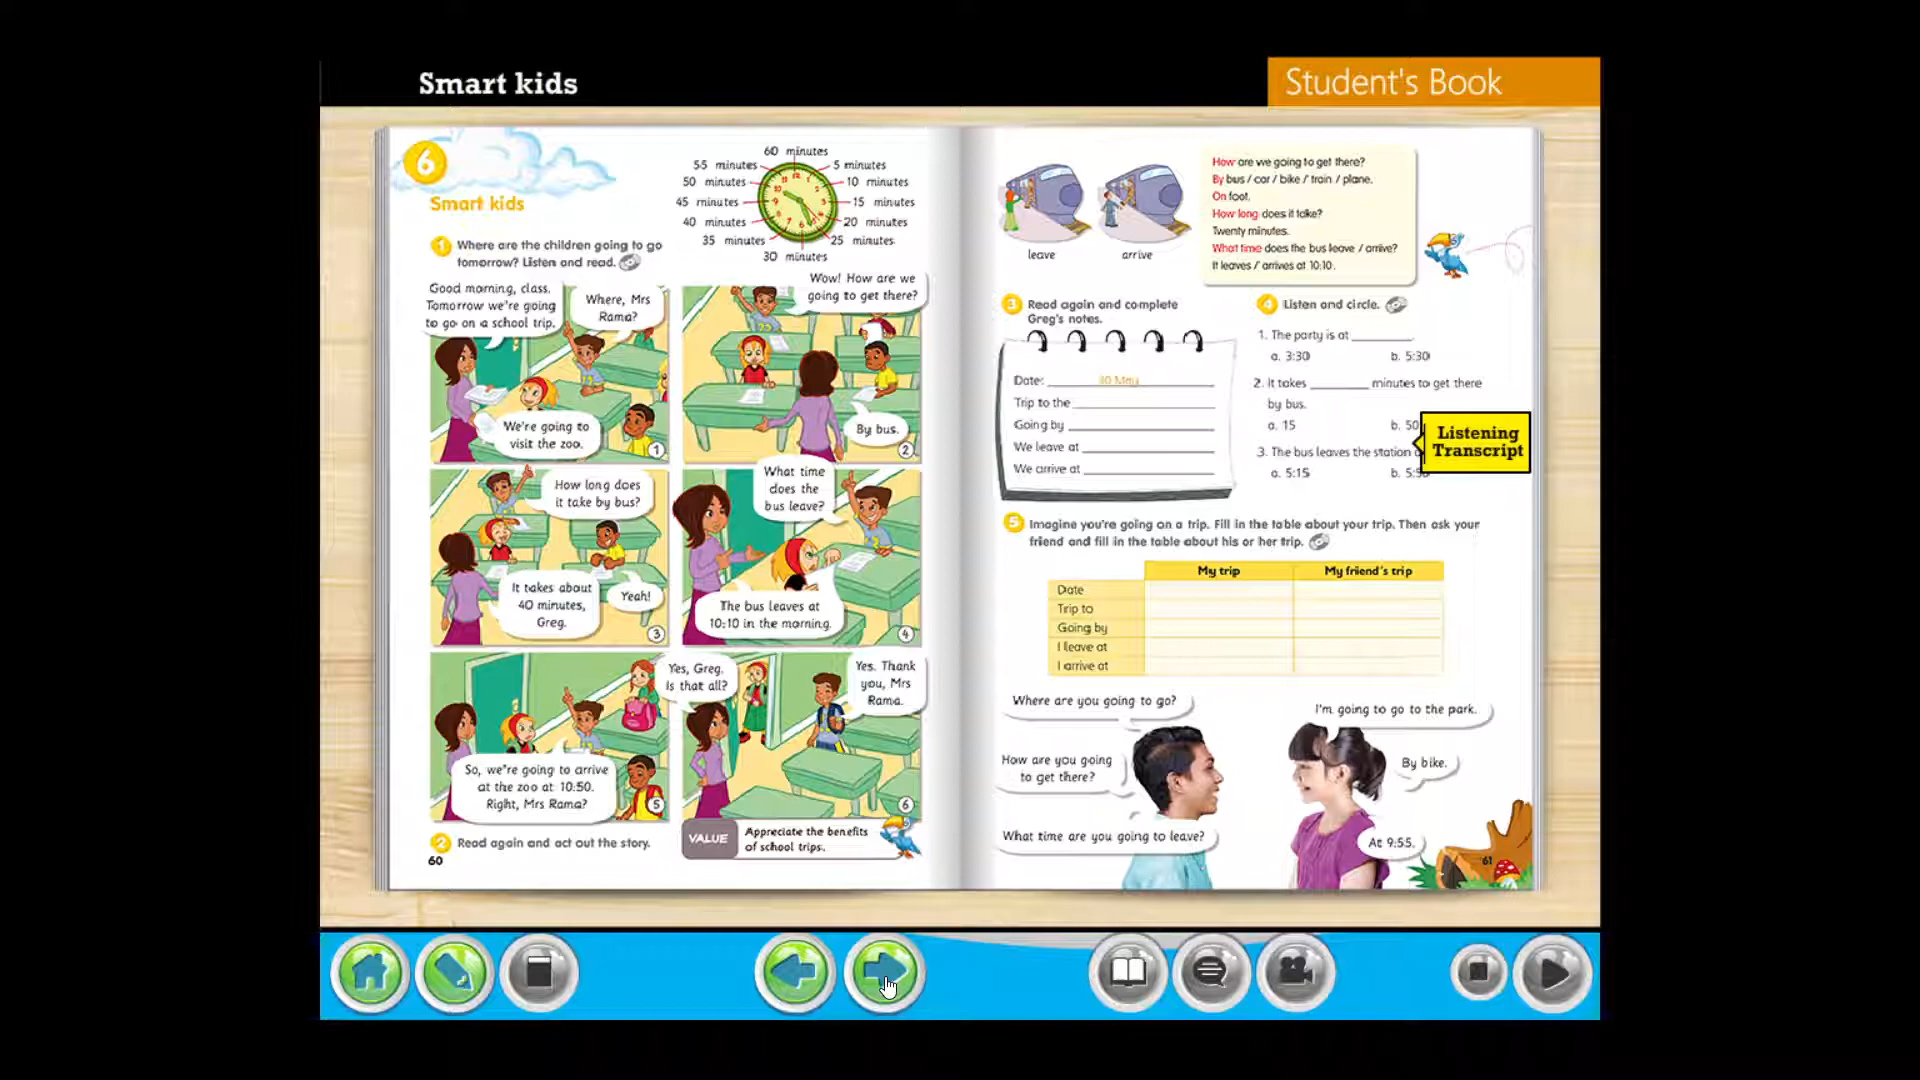 Smart kids
Student's Book
6
Smart kids
60 minutes
55 minutes
5 minutes
50 minutes
10 minutes
45 minutes
15 minutes
40 minutes
20 minutes
35 minutes
25 minutes
30 minutes
1 Where are the children going to go
tomorrow? Listen and read.
Good morning, class.
Tomorrow we're going
to go on a school trip.
Where, Mrs
Rama?
We're going to
visit the zoo.
1
Wow! How are we
going to get there?
By bus.
2
How long does
it take by bus?
It takes about
40 minutes,
Greg.
Yeah!
3
What time
does the
bus leave?
The bus leaves at
10:10 in the morning.
4
So, we're going to arrive
at the zoo at 10:50.
Right, Mrs Rama?
5
Yes, Greg.
Is that all?
Yes. Thank
you, Mrs
Rama.
6
2 Read again and act out the story.
VALUE
Appreciate the benefits
of school trips.
60
leave
arrive
How are we going to get there?
By bus / car / bike / train / plane.
On foot.
How long does it take?
Twenty minutes.
What time does the bus leave / arrive?
It leaves / arrives at 10:10.
3 Read again and complete
Greg's notes.
Date: 30 May
Trip to the
Going by
We leave at
We arrive at
4 Listen and circle.
1. The party is at ________.
a. 3:30 b. 5:30
2. It takes ________ minutes to get there
by bus.
a. 15 b. 50
3. The bus leaves the station
a. 5:15 b. 5:50
Listening
Transcript
5 Imagine you're going on a trip. Fill in the table about your trip. Then ask your
friend and fill in the table about his or her trip.
My trip My friend's trip
Date
Trip to
Going by
I leave at
I arrive at
Where are you going to go?
I'm going to go to the park.
How are you going
to get there?
By bike.
What time are you going to leave?
At 9:55.
61